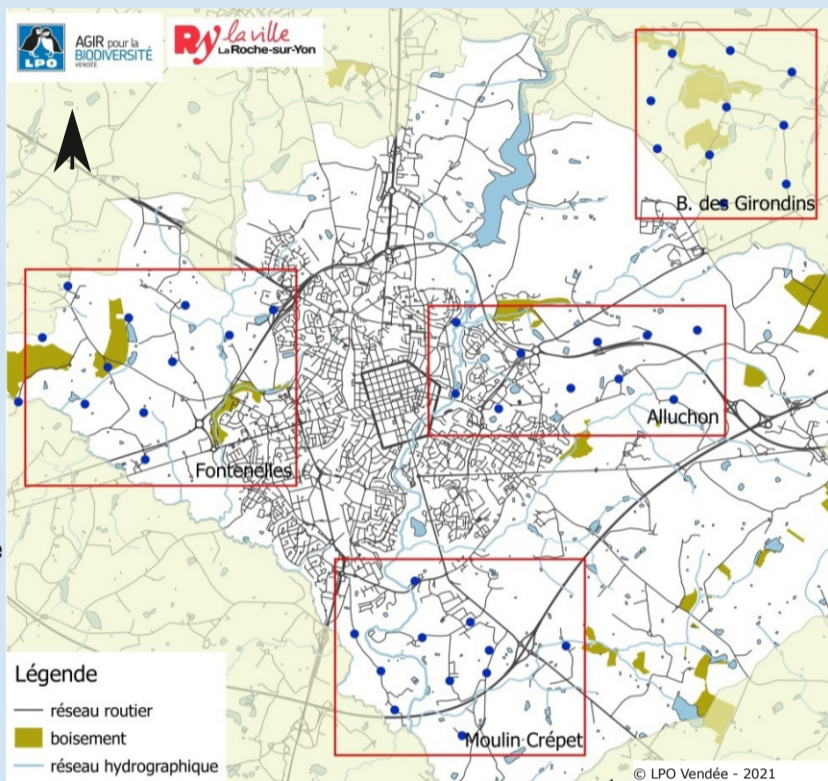 LPO
AGIR pour la
BIODIVERSITÉ
VENDÉE
Ry la ville
La Roche-sur-Yon
B. des Girondins
Alluchon
Fontenelles
e
Moulin Crépet
Légende
réseau routier
boisement
réseau hydrographique
© LPO Vendée - 2021